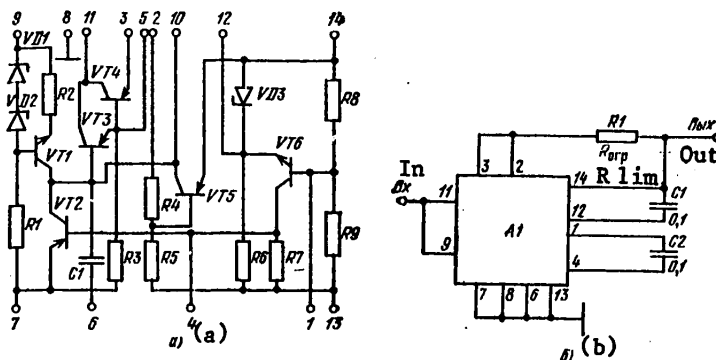 9 8 11 3 5 2 10 12 14
VD1
VT4
VD2 R2 VD3 R8
VT3 VT6
VT1
VT5
R4
VT2
R1 R9
C1 R3 R5 R6 R7
7 6 4 1 13
а) (a)
R1 Вых
Rогр Out
3 2
In R lim
Вх 14 C1
11
12 0,1
А1 1 C2
9
4 0,1
7 8 6 13
б) (b)